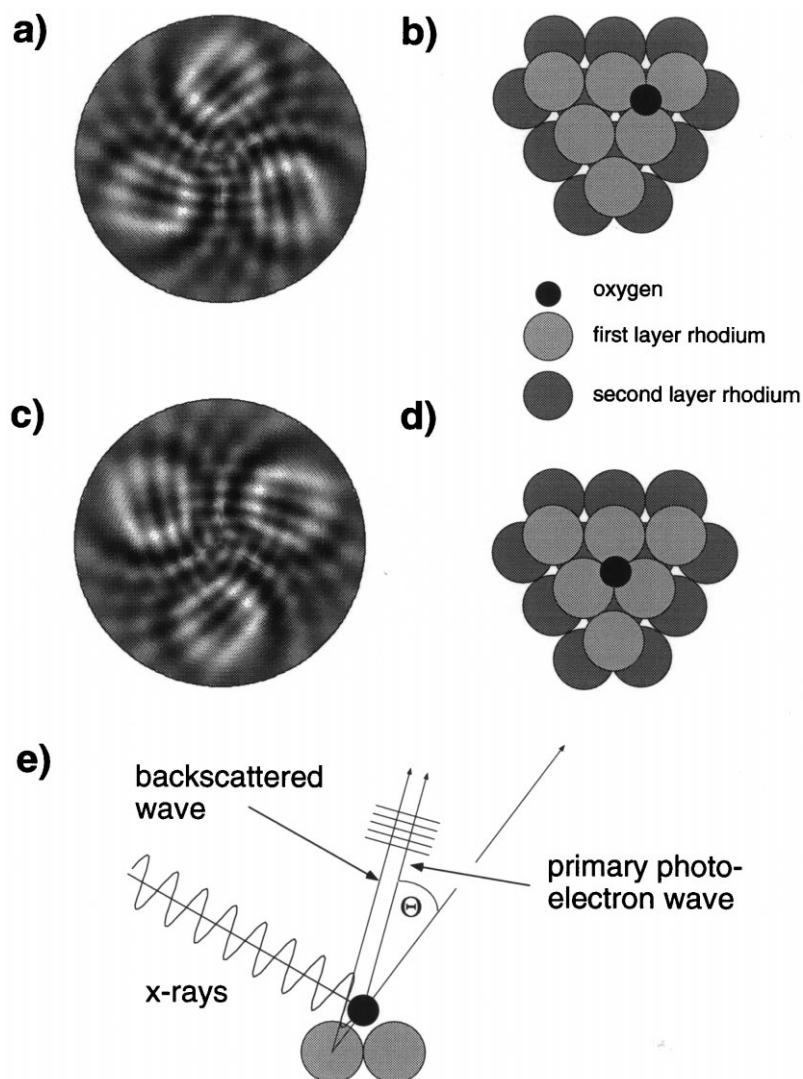 a)
b)
oxygen
first layer rhodium
second layer rhodium
c)
d)
e)
backscattered
wave
primary photo-
electron wave
Θ
x-rays